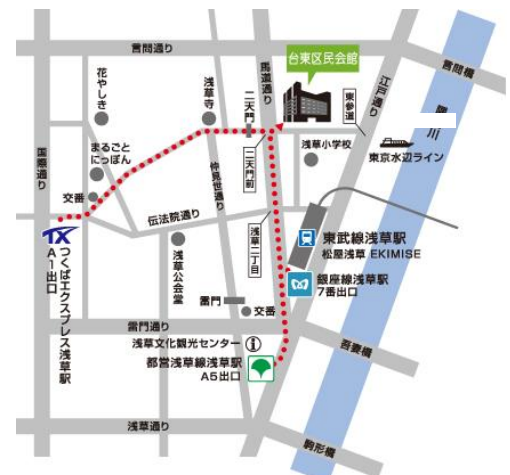 言問通り
台東区民会館
馬道通り
江戸通り
言問橋
花やしき
浅草寺
二天門
東参道
川
国際通り
まるごと
にっぽん
二天門前
浅草小学校
東京水辺ライン
交番
仲見世通り
伝法院通り
TX
つくばエクスプレス浅草駅
A1出口
浅草公会堂
浅草二丁目
東武線浅草駅
松屋浅草 EKIMISE
銀座線浅草駅
7番出口
雷門
交番
雷門通り
浅草文化観光センター
i
都営浅草線浅草駅
A5出口
吾妻橋
浅草通り
駒形橋